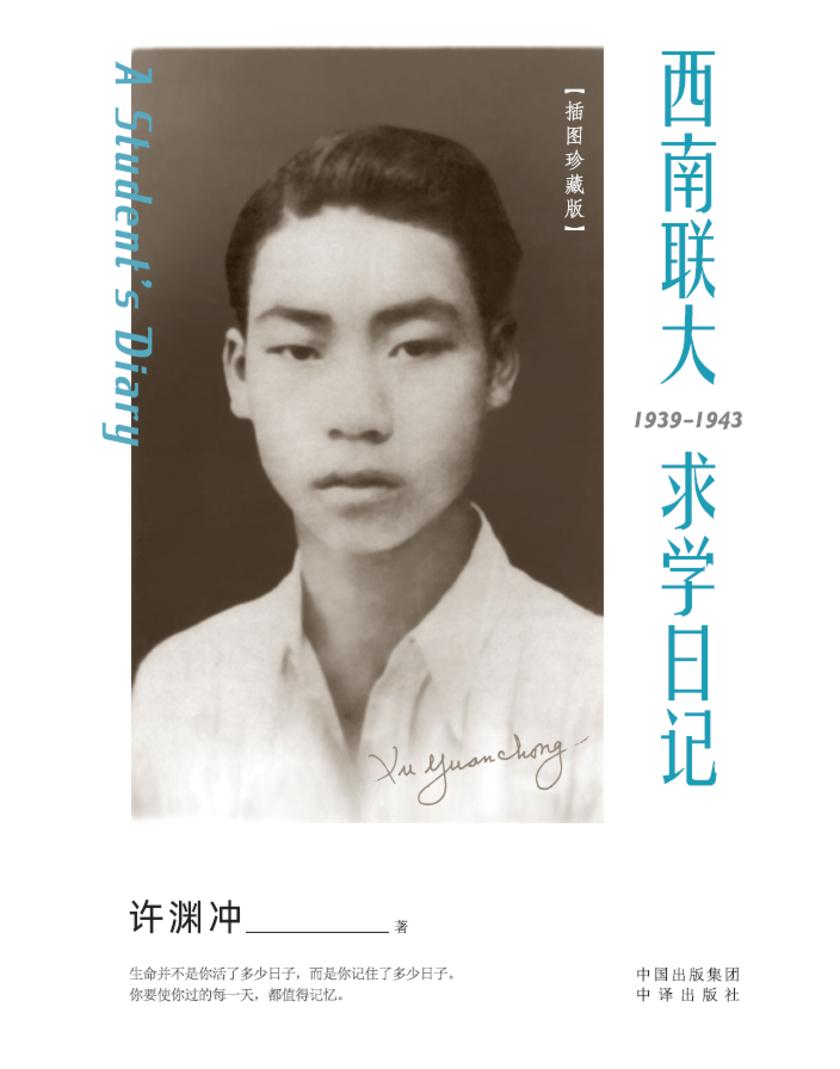 西南联大
1939–1943
求学日记
【插图珍藏版】
A Student's Diary
Xu Yuanchong
许渊冲 著
生命并不是你活了多少日子，而是你记住了多少日子。
你要使你过的每一天，都值得记忆。
中国出版集团
中译出版社